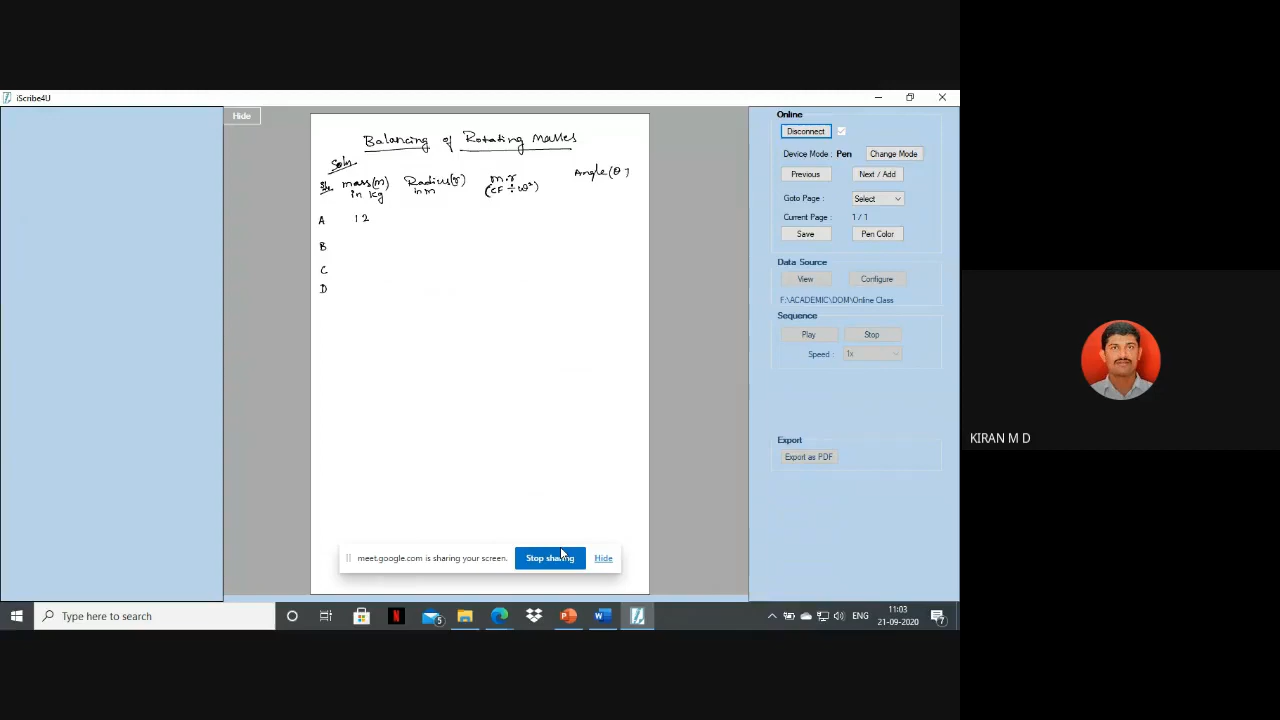 iScribe4U
Hide
Balancing of Rotating Masses
Soln
mass(m) in kg
Radius(r) in m
m.r (CF ÷ ω²)
Angle(θ)
A 12
B
C
D
meet.google.com is sharing your screen.
Stop sharing
Hide
Online
Disconnect
Device Mode : Pen
Change Mode
Previous
Next / Add
Goto Page :
Select
Current Page : 1 / 1
Save
Pen Color
Data Source
View
Configure
F:\ACADEMIC\DOM\Online Class
Sequence
Play
Stop
Speed : 1x
Export
Export as PDF
KIRAN M D
Type here to search
5
ENG
11:03
21-09-2020
7